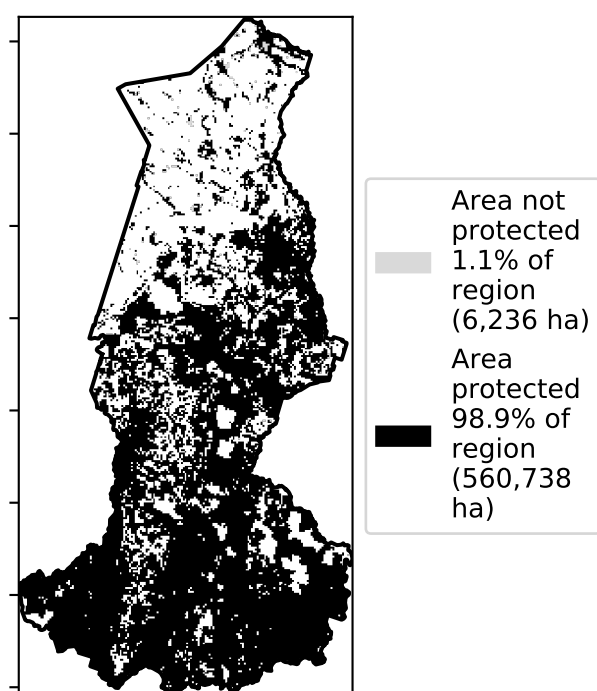 Area not
protected
1.1% of
region
(6,236 ha)
Area
protected
98.9% of
region
(560,738
ha)